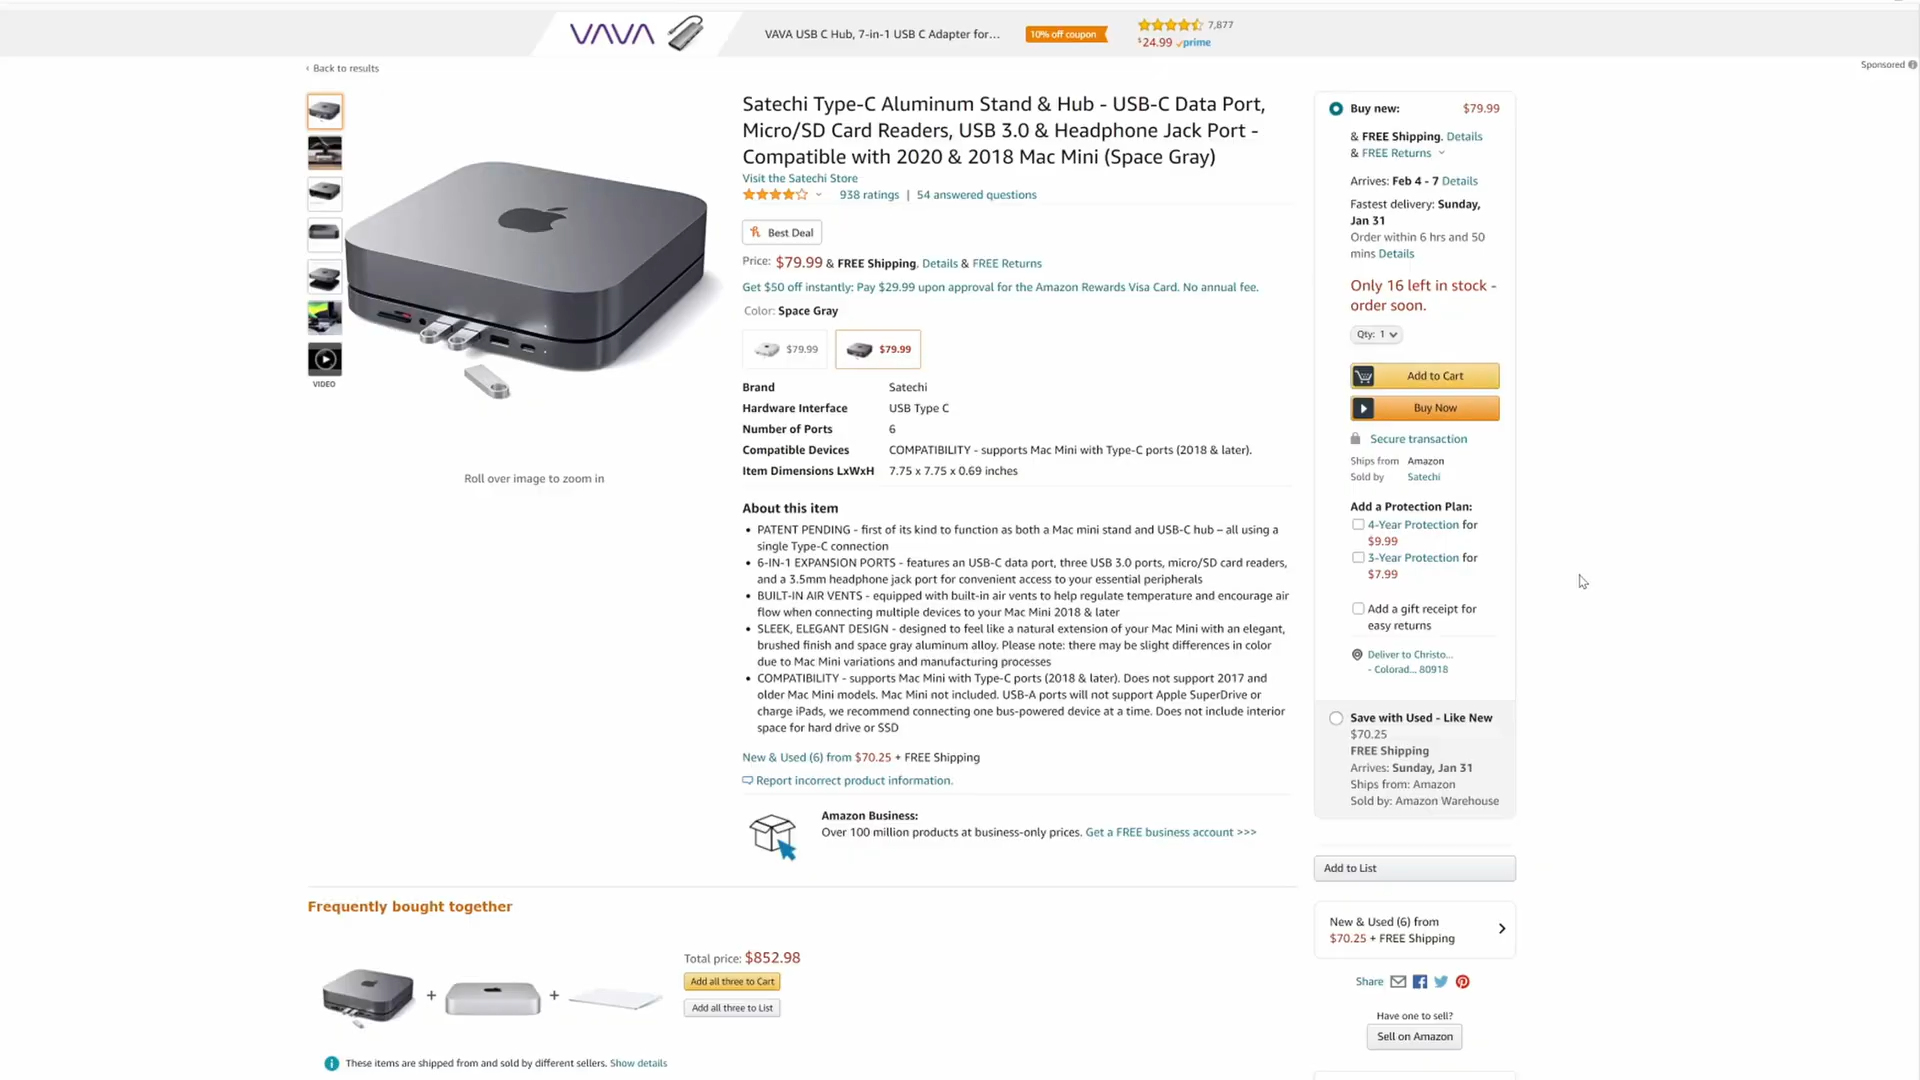 VAVA
VAVA USB C Hub, 7-in-1 USB C Adapter for...
10% off coupon
7,877
$24.99 prime
‹ Back to results
Sponsored
VIDEO
Roll over image to zoom in
Satechi Type-C Aluminum Stand & Hub - USB-C Data Port,
Micro/SD Card Readers, USB 3.0 & Headphone Jack Port -
Compatible with 2020 & 2018 Mac Mini (Space Gray)
Visit the Satechi Store
938 ratings | 54 answered questions
Best Deal
Price: $79.99 & FREE Shipping. Details & FREE Returns
Get $50 off instantly: Pay $29.99 upon approval for the Amazon Rewards Visa Card. No annual fee.
Color: Space Gray
$79.99
$79.99
Brand Satechi
Hardware Interface USB Type C
Number of Ports 6
Compatible Devices COMPATIBILITY - supports Mac Mini with Type-C ports (2018 & later).
Item Dimensions LxWxH 7.75 x 7.75 x 0.69 inches
About this item
• PATENT PENDING - first of its kind to function as both a Mac mini stand and USB-C hub – all using a
single Type-C connection
• 6-IN-1 EXPANSION PORTS - features an USB-C data port, three USB 3.0 ports, micro/SD card readers,
and a 3.5mm headphone jack port for convenient access to your essential peripherals
• BUILT-IN AIR VENTS - equipped with built-in air vents to help regulate temperature and encourage air
flow when connecting multiple devices to your Mac Mini 2018 & later
• SLEEK, ELEGANT DESIGN - designed to feel like a natural extension of your Mac Mini with an elegant,
brushed finish and space gray aluminum alloy. Please note: there may be slight differences in color
due to Mac Mini variations and manufacturing processes
• COMPATIBILITY - supports Mac Mini with Type-C ports (2018 & later). Does not support 2017 and
older Mac Mini models. Mac Mini not included. USB-A ports will not support Apple SuperDrive or
charge iPads, we recommend connecting one bus-powered device at a time. Does not include interior
space for hard drive or SSD
New & Used (6) from $70.25 + FREE Shipping
Report incorrect product information.
Amazon Business:
Over 100 million products at business-only prices. Get a FREE business account >>>
Buy new: $79.99
& FREE Shipping. Details
& FREE Returns
Arrives: Feb 4 - 7 Details
Fastest delivery: Sunday,
Jan 31
Order within 6 hrs and 50
mins Details
Only 16 left in stock -
order soon.
Qty: 1
Add to Cart
Buy Now
Secure transaction
Ships from Amazon
Sold by Satechi
Add a Protection Plan:
4-Year Protection for
$9.99
3-Year Protection for
$7.99
Add a gift receipt for
easy returns
Deliver to Christo...
- Colorad... 80918
Save with Used - Like New
$70.25
FREE Shipping
Arrives: Sunday, Jan 31
Ships from: Amazon
Sold by: Amazon Warehouse
Add to List
New & Used (6) from
$70.25 + FREE Shipping
Share
Have one to sell?
Sell on Amazon
Frequently bought together
+ +
Total price: $852.98
Add all three to Cart
Add all three to List
These items are shipped from and sold by different sellers. Show details